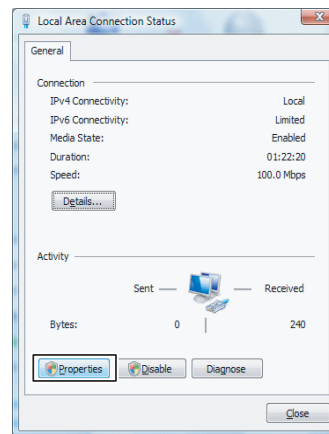 Local Area Connection Status
General
Connection
IPv4 Connectivity: Local
IPv6 Connectivity: Limited
Media State: Enabled
Duration: 01:22:20
Speed: 100.0 Mbps
Details...
Activity
Sent — Received
Bytes: 0 240
Properties Disable Diagnose
Close